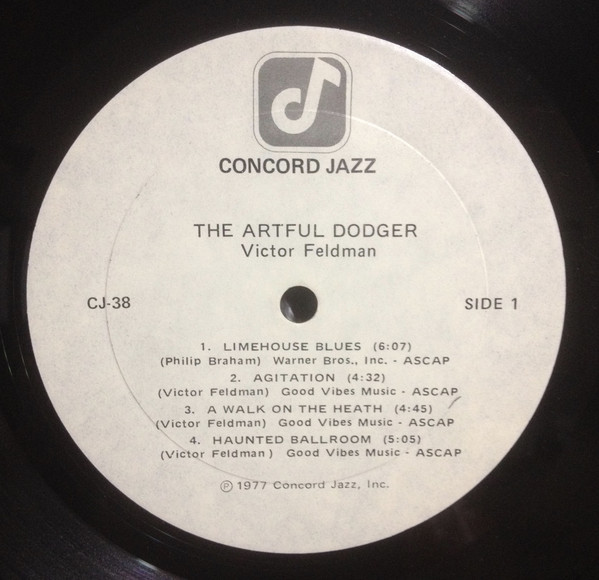 CONCORD JAZZ
THE ARTFUL DODGER
Victor Feldman
CJ-38
SIDE 1
1. LIMEHOUSE BLUES (6:07)
(Philip Braham) Warner Bros., Inc. - ASCAP
2. AGITATION (4:32)
(Victor Feldman) Good Vibes Music - ASCAP
3. A WALK ON THE HEATH (4:45)
(Victor Feldman) Good Vibes Music - ASCAP
4. HAUNTED BALLROOM (5:05)
(Victor Feldman ) Good Vibes Music - ASCAP
Ⓟ 1977 Concord Jazz, Inc.